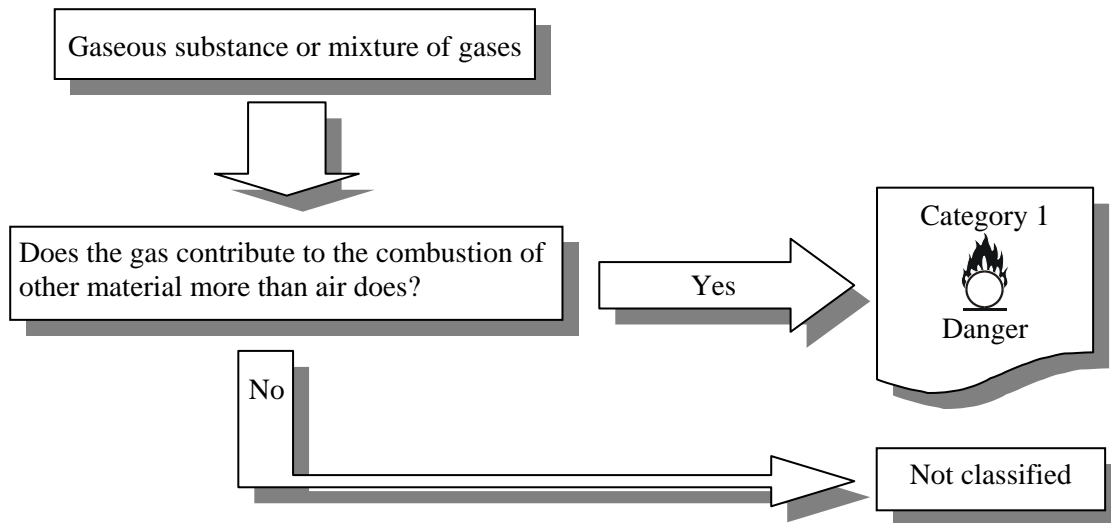 Gaseous substance or mixture of gases
Does the gas contribute to the combustion of
other material more than air does?
Yes
Category 1
Danger
No
Not classified